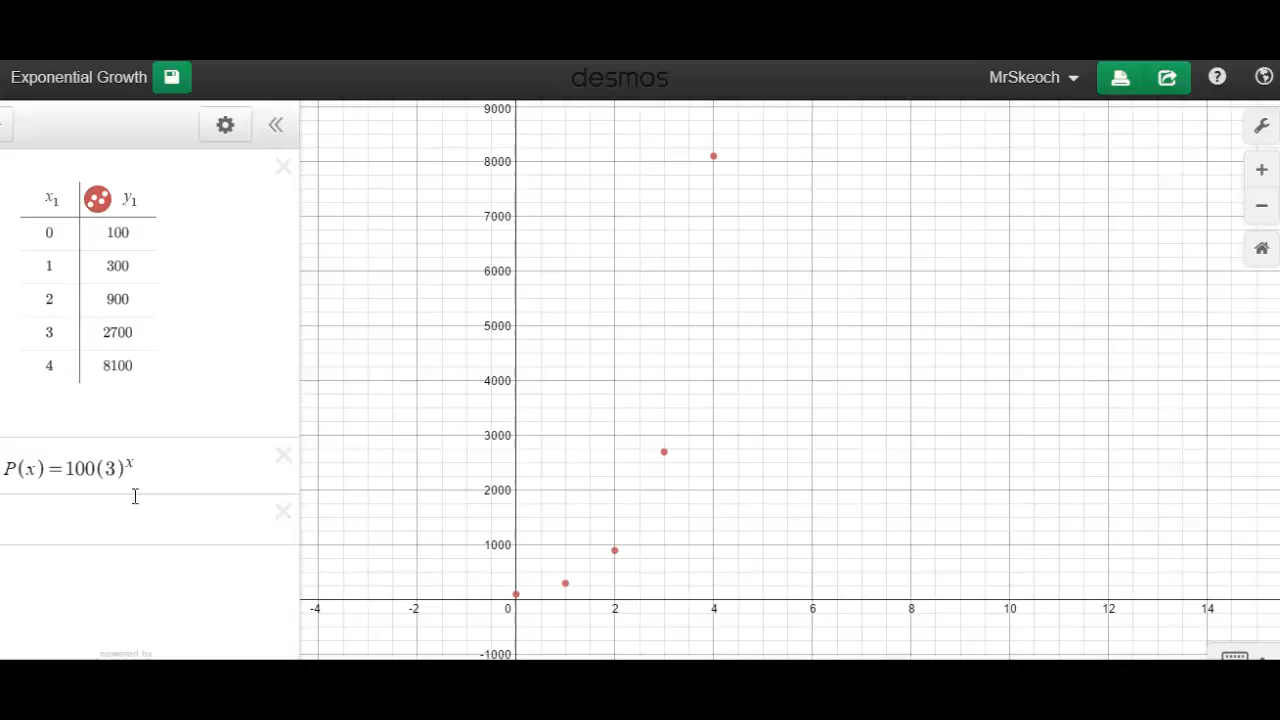 Exponential Growth
desmos
MrSkeoch
x₁ y₁
0 100
1 300
2 900
3 2700
4 8100
P(x)=100(3)ˣ
powered by
9000
8000
7000
6000
5000
4000
3000
2000
1000
-4 -2 0 2 4 6 8 10 12 14
-1000